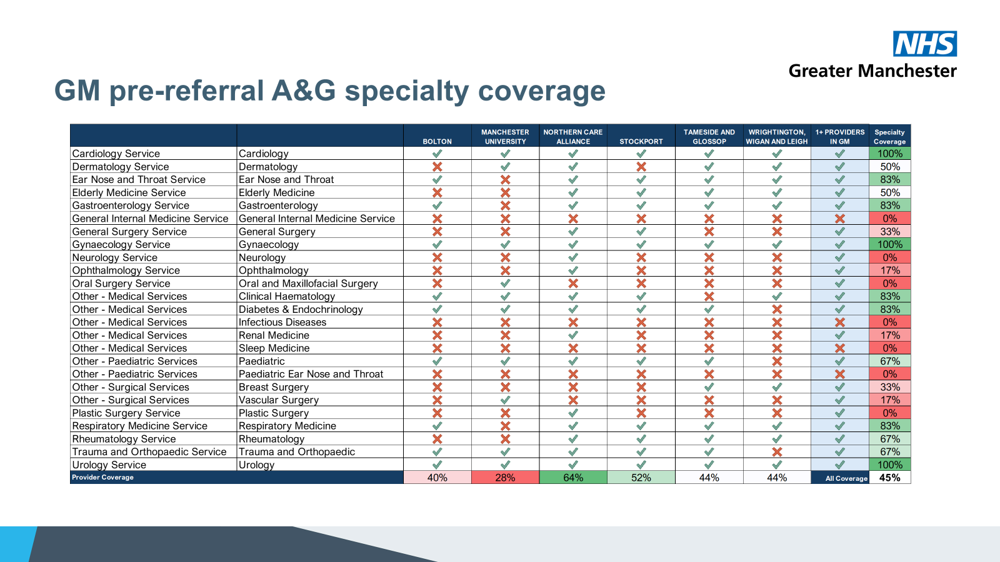 NHS
Greater Manchester
GM pre-referral A&G specialty coverage
BOLTON MANCHESTER UNIVERSITY NORTHERN CARE ALLIANCE STOCKPORT TAMESIDE AND GLOSSOP WRIGHTINGTON, WIGAN AND LEIGH 1+ PROVIDERS IN GM Specialty Coverage
Cardiology Service Cardiology 100%
Dermatology Service Dermatology 50%
Ear Nose and Throat Service Ear Nose and Throat 83%
Elderly Medicine Service Elderly Medicine 50%
Gastroenterology Service Gastroenterology 83%
General Internal Medicine Service General Internal Medicine Service 0%
General Surgery Service General Surgery 33%
Gynaecology Service Gynaecology 100%
Neurology Service Neurology 0%
Ophthalmology Service Ophthalmology 17%
Oral Surgery Service Oral and Maxillofacial Surgery 0%
Other - Medical Services Clinical Haematology 83%
Other - Medical Services Diabetes & Endochrinology 83%
Other - Medical Services Infectious Diseases 0%
Other - Medical Services Renal Medicine 17%
Other - Medical Services Sleep Medicine 0%
Other - Paediatric Services Paediatric 67%
Other - Paediatric Services Paediatric Ear Nose and Throat 0%
Other - Surgical Services Breast Surgery 33%
Other - Surgical Services Vascular Surgery 17%
Plastic Surgery Service Plastic Surgery 0%
Respiratory Medicine Service Respiratory Medicine 83%
Rheumatology Service Rheumatology 67%
Trauma and Orthopaedic Service Trauma and Orthopaedic 67%
Urology Service Urology 100%
Provider Coverage 40% 28% 64% 52% 44% 44% All Coverage 45%